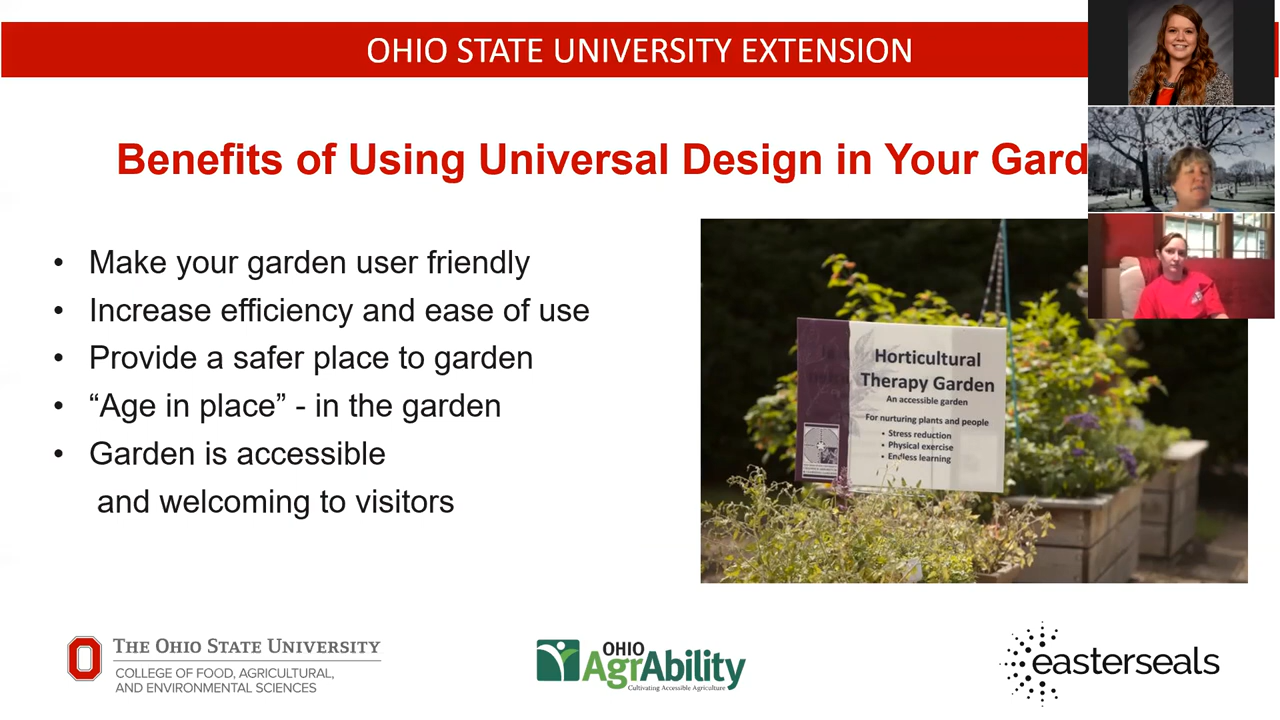 OHIO STATE UNIVERSITY EXTENSION
Benefits of Using Universal Design in Your Gard
• Make your garden user friendly
• Increase efficiency and ease of use
• Provide a safer place to garden
• “Age in place” - in the garden
• Garden is accessible
and welcoming to visitors
Horticultural
Therapy Garden
An accessible garden
For nurturing plants and people
• Stress reduction
• Physical exercise
• Endless learning
THE OHIO STATE UNIVERSITY
COLLEGE OF FOOD, AGRICULTURAL,
AND ENVIRONMENTAL SCIENCES
OHIO
AgrAbility
Cultivating Accessible Agriculture
easterseals